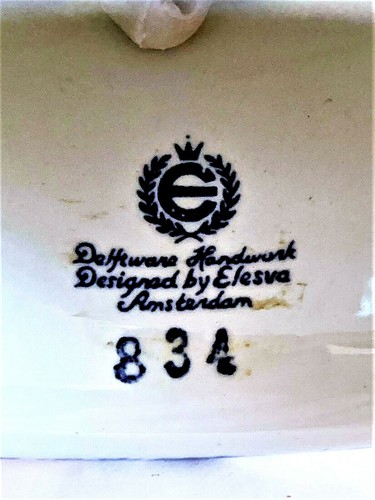 e
Delftware Handwork
Designed by Elesva
Amsterdam
834